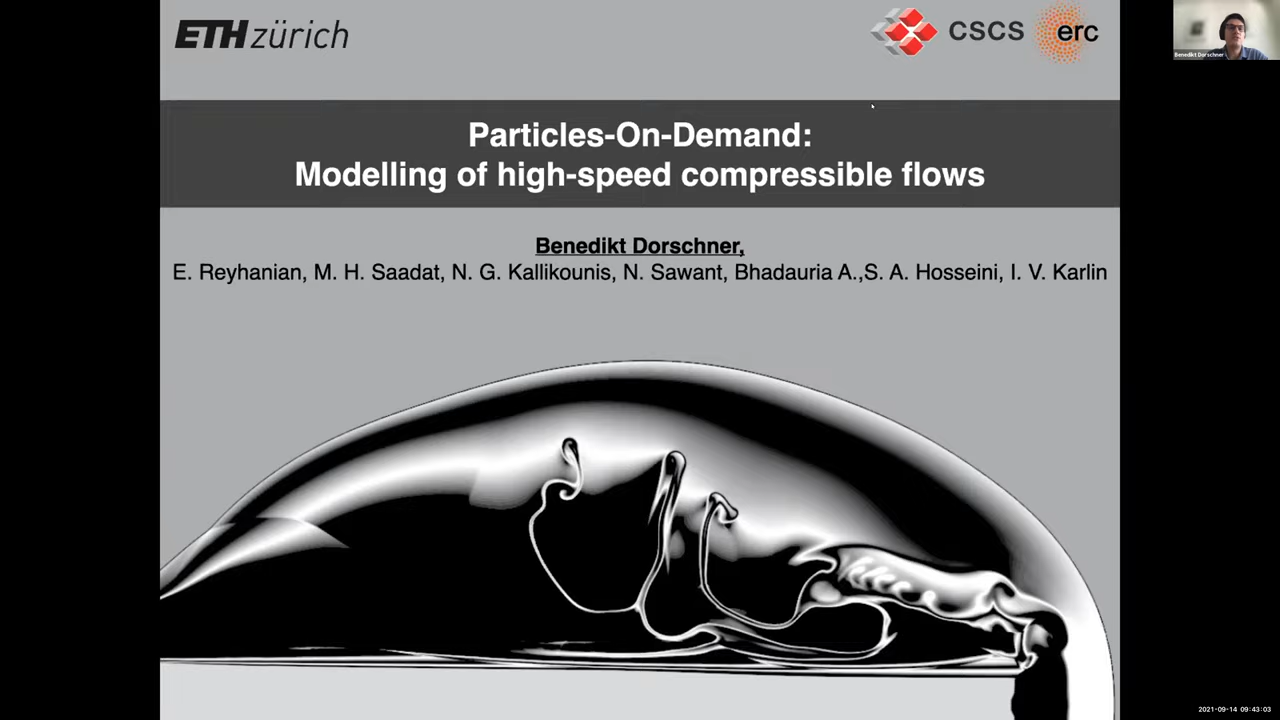 ETH zürich
CSCS
erc
Benedikt Dorschner
Particles-On-Demand:
Modelling of high-speed compressible flows
Benedikt Dorschner,
E. Reyhanian, M. H. Saadat, N. G. Kallikounis, N. Sawant, Bhadauria A.,S. A. Hosseini, I. V. Karlin
2021-09-14 09:43:03